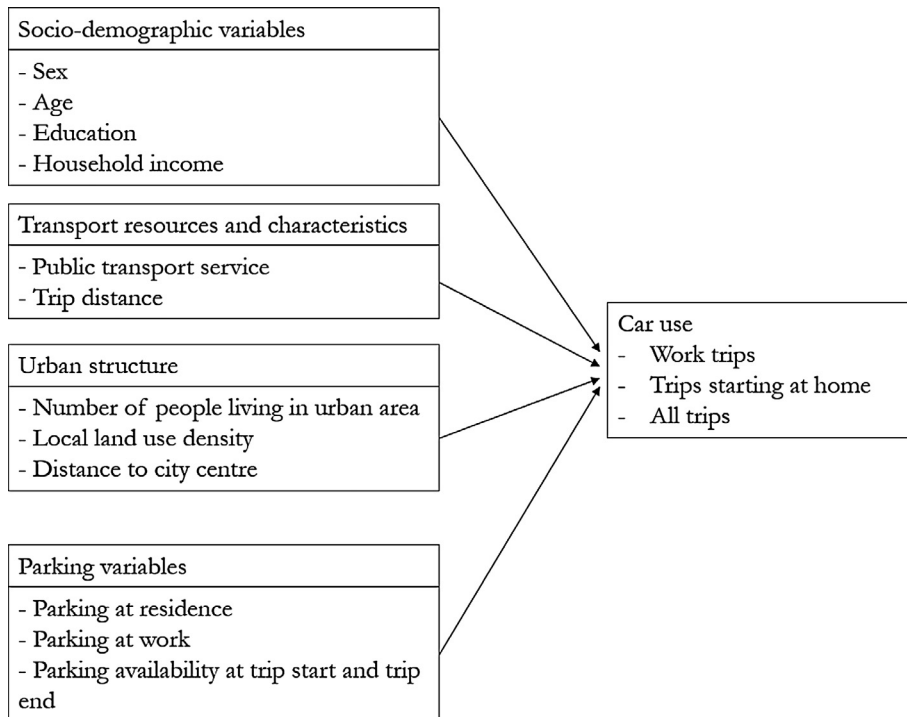 Socio-demographic variables
- Sex
- Age
- Education
- Household income
Transport resources and characteristics
- Public transport service
- Trip distance
Urban structure
- Number of people living in urban area
- Local land use density
- Distance to city centre
Parking variables
- Parking at residence
- Parking at work
- Parking availability at trip start and trip
end
Car use
- Work trips
- Trips starting at home
- All trips